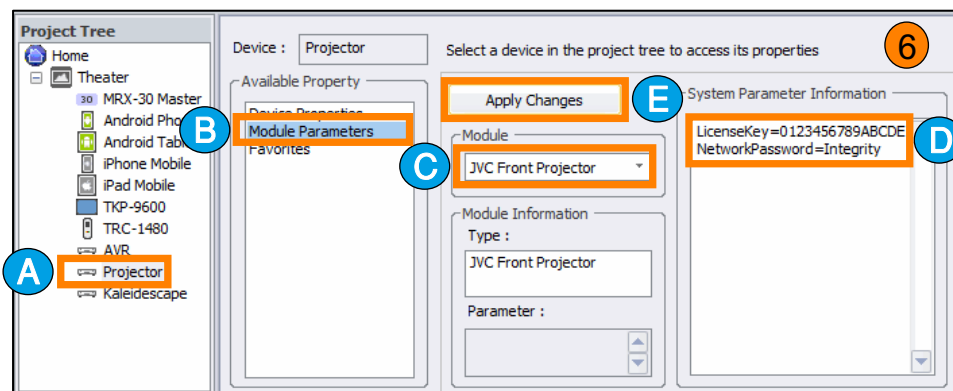 Project Tree
Home
Theater
30 MRX-30 Master
Android Pho
Android Tabl
iPhone Mobile
iPad Mobile
TKP-9600
TRC-1480
AVR
A
Projector
Kaleidescape
Device : Projector
Select a device in the project tree to access its properties
6
Available Property
Device Properties
B
Module Parameters
Favorites
Apply Changes
E
Module
C
JVC Front Projector
Module Information
Type :
JVC Front Projector
Parameter :
System Parameter Information
LicenseKey=0123456789ABCDE
NetworkPassword=Integrity
D